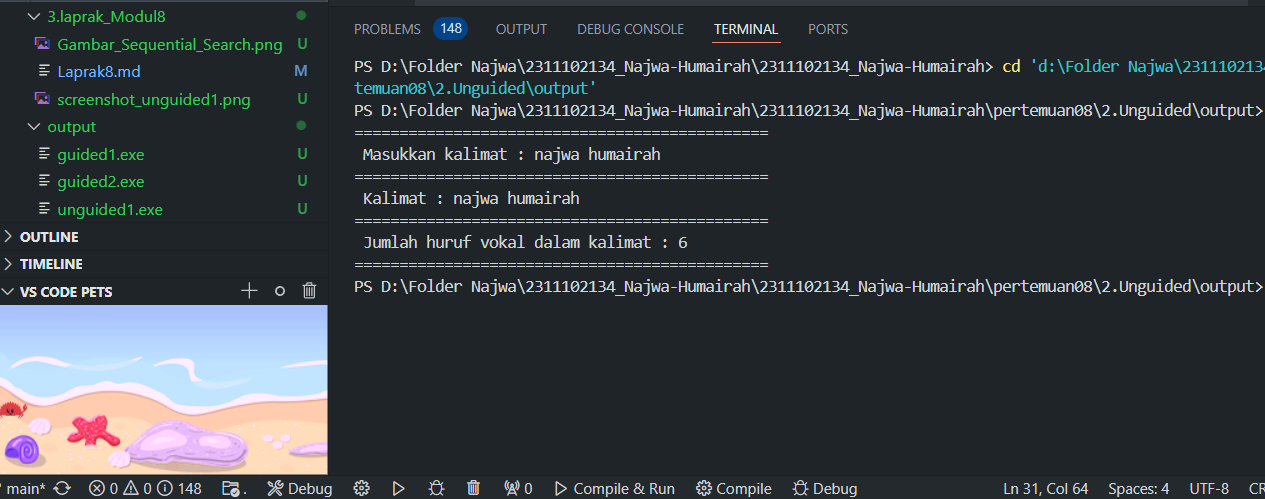 3.laprak_Modul8
Gambar_Sequential_Search.png U
Laprak8.md M
screenshot_unguided1.png U
output
guided1.exe U
guided2.exe U
unguided1.exe U
OUTLINE
TIMELINE
VS CODE PETS
PROBLEMS 148 OUTPUT DEBUG CONSOLE TERMINAL PORTS
PS D:\Folder Najwa\2311102134_Najwa-Humairah\2311102134_Najwa-Humairah> cd 'd:\Folder Najwa\2311102134
temuan08\2.Unguided\output'
PS D:\Folder Najwa\2311102134_Najwa-Humairah\2311102134_Najwa-Humairah\pertemuan08\2.Unguided\output>
==============================================
Masukkan kalimat : najwa humairah
==============================================
Kalimat : najwa humairah
==============================================
Jumlah huruf vokal dalam kalimat : 6
==============================================
PS D:\Folder Najwa\2311102134_Najwa-Humairah\2311102134_Najwa-Humairah\pertemuan08\2.Unguided\output>
main* 0 0 148 . Debug 0 Compile & Run Compile Debug Ln 31, Col 64 Spaces: 4 UTF-8 CR